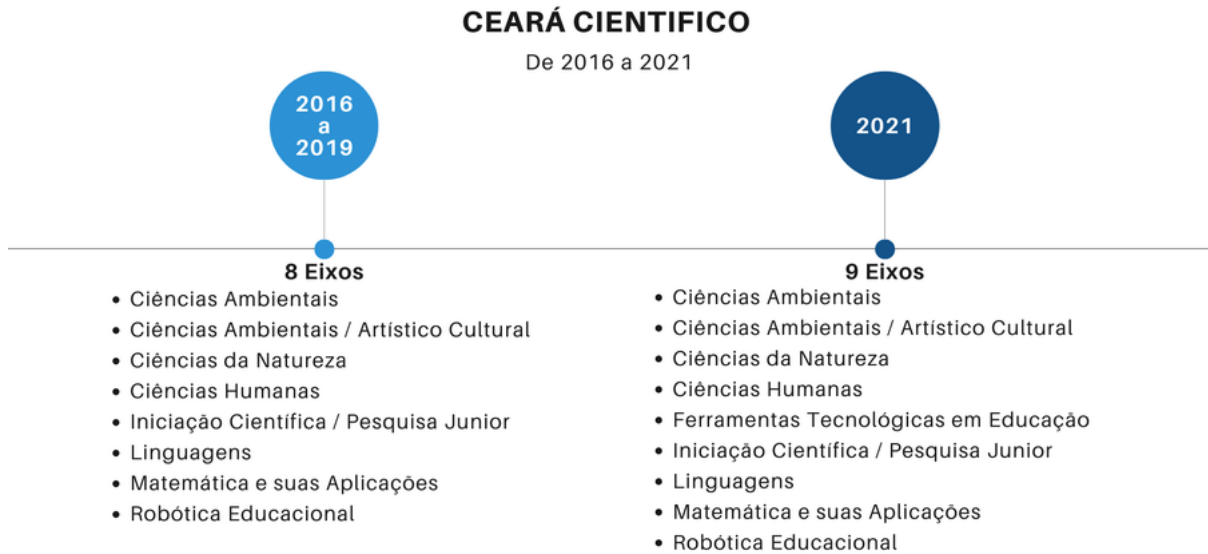 CEARÁ CIENTIFICO
De 2016 a 2021
2016
a
2019
8 Eixos
• Ciências Ambientais
• Ciências Ambientais / Artístico Cultural
• Ciências da Natureza
• Ciências Humanas
• Iniciação Científica / Pesquisa Junior
• Linguagens
• Matemática e suas Aplicações
• Robótica Educacional
2021
9 Eixos
• Ciências Ambientais
• Ciências Ambientais / Artístico Cultural
• Ciências da Natureza
• Ciências Humanas
• Ferramentas Tecnológicas em Educação
• Iniciação Científica / Pesquisa Junior
• Linguagens
• Matemática e suas Aplicações
• Robótica Educacional